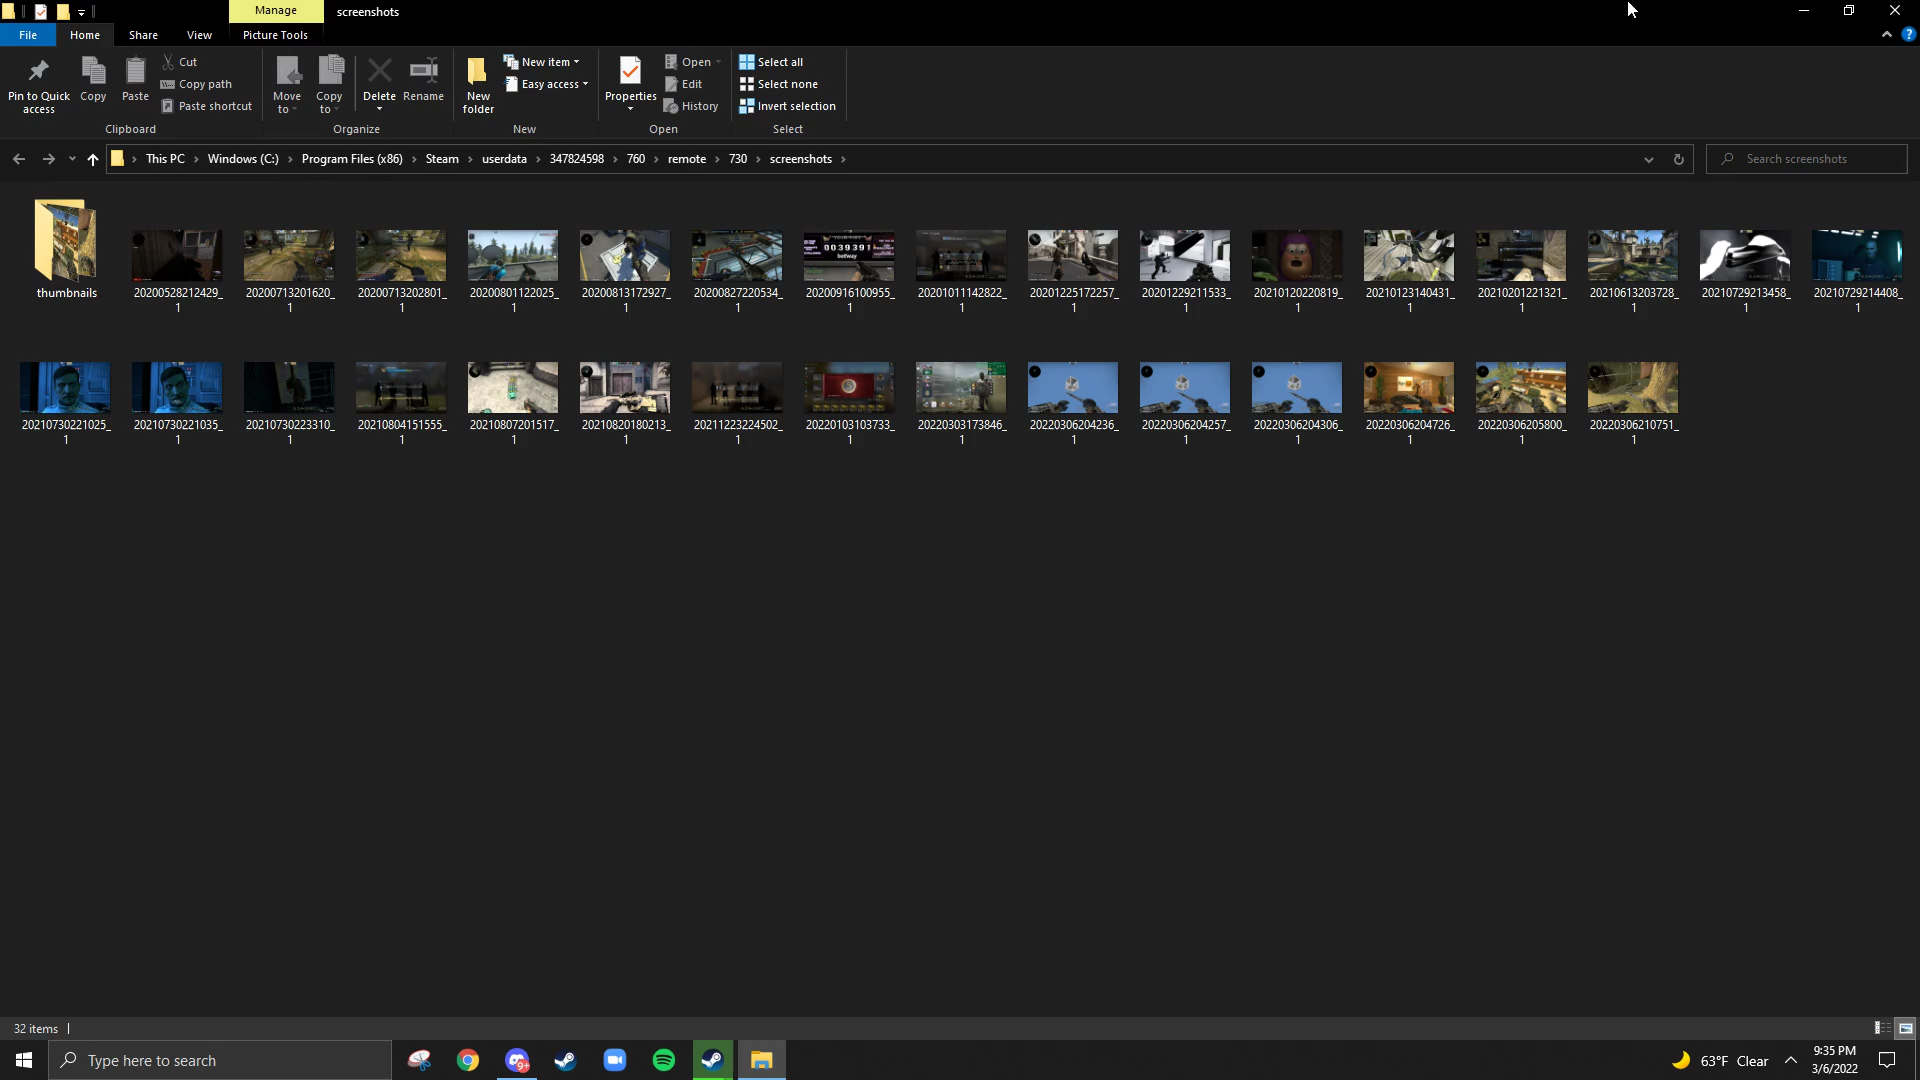 Manage
screenshots
File
Home
Share
View
Picture Tools
Pin to Quick access
Copy
Paste
Cut
Copy path
Paste shortcut
Clipboard
Move to
Copy to
Delete
Rename
Organize
New folder
New item
Easy access
New
Properties
Open
Edit
History
Open
Select all
Select none
Invert selection
Select
This PC
Windows (C:)
Program Files (x86)
Steam
userdata
347824598
760
remote
730
screenshots
Search screenshots
0039391
betway
thumbnails
20200528212429_1
20200713201620_1
20200713202801_1
20200801122025_1
20200813172927_1
20200827220534_1
20200916100955_1
20201011142822_1
20201225172257_1
20201229211533_1
20210120220819_1
20210123140431_1
20210201221321_1
20210613203728_1
20210729213458_1
20210729214408_1
20210730221025_1
20210730221035_1
20210730223310_1
20210804151555_1
20210807201517_1
20210820180213_1
20211223224502_1
20220103103733_1
20220303173846_1
20220306204236_1
20220306204257_1
20220306204306_1
20220306204726_1
20220306205800_1
20220306210751_1
32 items
Type here to search
9+
63°F Clear
9:35 PM
3/6/2022